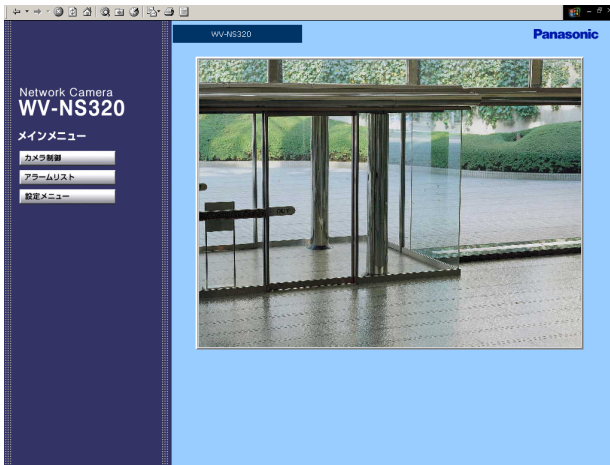 WV-NS320
Panasonic
Network Camera
WV-NS320
メインメニュー
カメラ制御
アラームリスト
設定メニュー